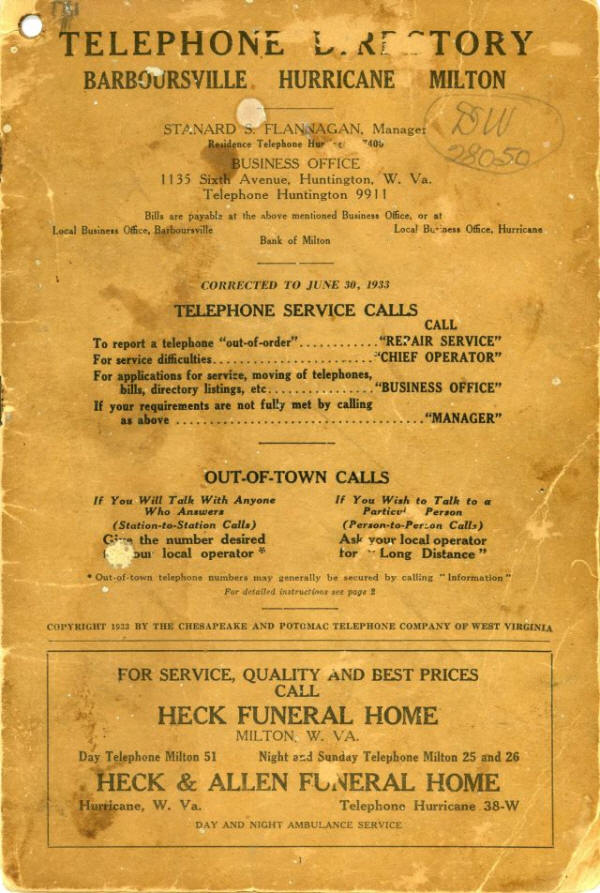 TELEPHONE DIRECTORY
BARBOURSVILLE HURRICANE MILTON
DSW
28050
STANARD S. FLANNAGAN, Manager
Residence Telephone
BUSINESS OFFICE
1135 Sixth Avenue, Huntington, W. Va.
Telephone Huntington 9911
Bills are payable at the above mentioned Business Office, or at
Local Business Office, Barboursville Local Business Office, Hurricane
Bank of Milton
CORRECTED TO JUNE 30, 1933
TELEPHONE SERVICE CALLS
CALL
To report a telephone "out-of-order"............"REPAIR SERVICE"
For service difficulties........................"CHIEF OPERATOR"
For applications for service, moving of telephones,
bills, directory listings, etc................"BUSINESS OFFICE"
If your requirements are not fully met by calling
as above ....................................."MANAGER"
OUT-OF-TOWN CALLS
If You Will Talk With Anyone
Who Answers
(Station-to-Station Calls)
Give the number desired
your local operator *
If You Wish to Talk to a
Particular Person
(Person-to-Person Calls)
Ask your local operator
for "Long Distance"
* Out-of-town telephone numbers may generally be secured by calling "Information"
For detailed instructions see page 2
COPYRIGHT 1933 BY THE CHESAPEAKE AND POTOMAC TELEPHONE COMPANY OF WEST VIRGINIA
FOR SERVICE, QUALITY AND BEST PRICES
CALL
HECK FUNERAL HOME
MILTON, W. VA.
Day Telephone Milton 51 Night and Sunday Telephone Milton 25 and 26
HECK & ALLEN FUNERAL HOME
Hurricane, W. Va. Telephone Hurricane 38-W
DAY AND NIGHT AMBULANCE SERVICE
1